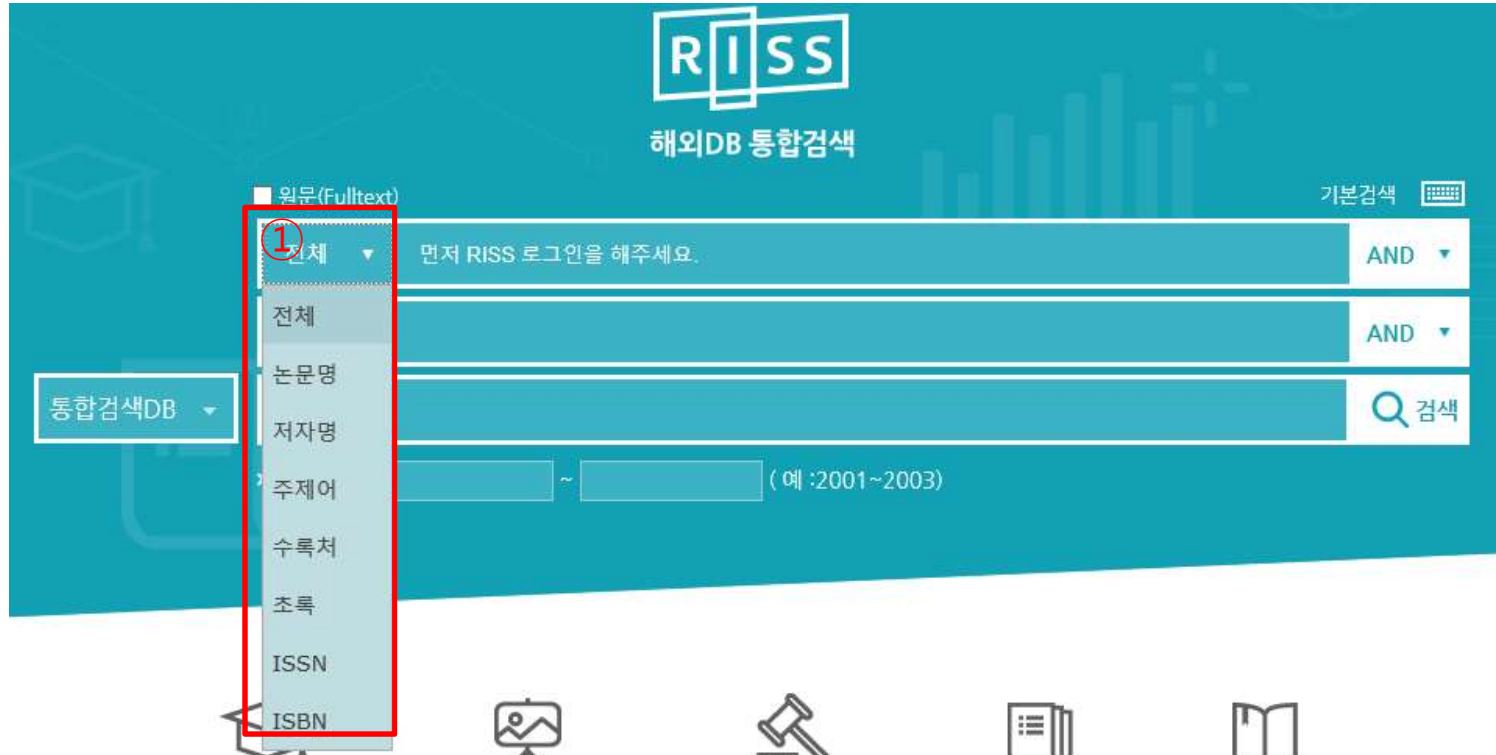 RISS
해외DB 통합검색
원문(Fulltext)
기본검색
①
전체
먼저 RISS 로그인을 해주세요.
AND
전체
AND
논문명
통합검색DB
검색
저자명
주제어
~
( 예 :2001~2003)
수록처
초록
ISSN
ISBN